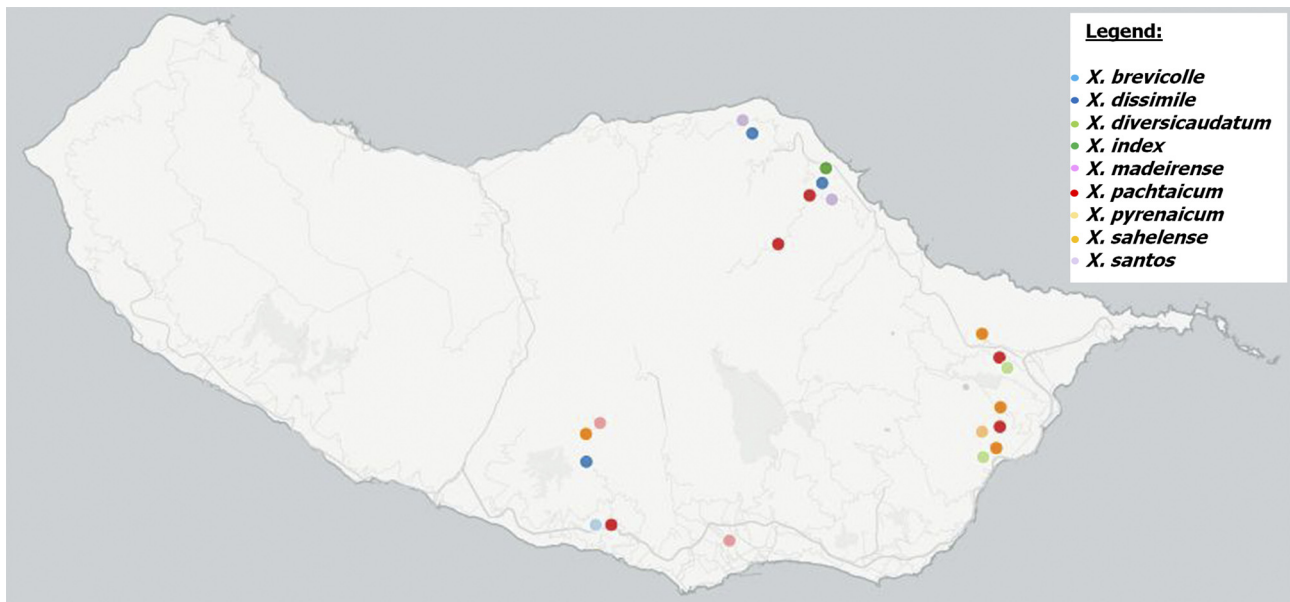 Legend:
X. brevicolle
X. dissimile
X. diversicaudatum
X. index
X. madeirense
X. pachtaicum
X. pyrenaicum
X. sahelense
X. santos